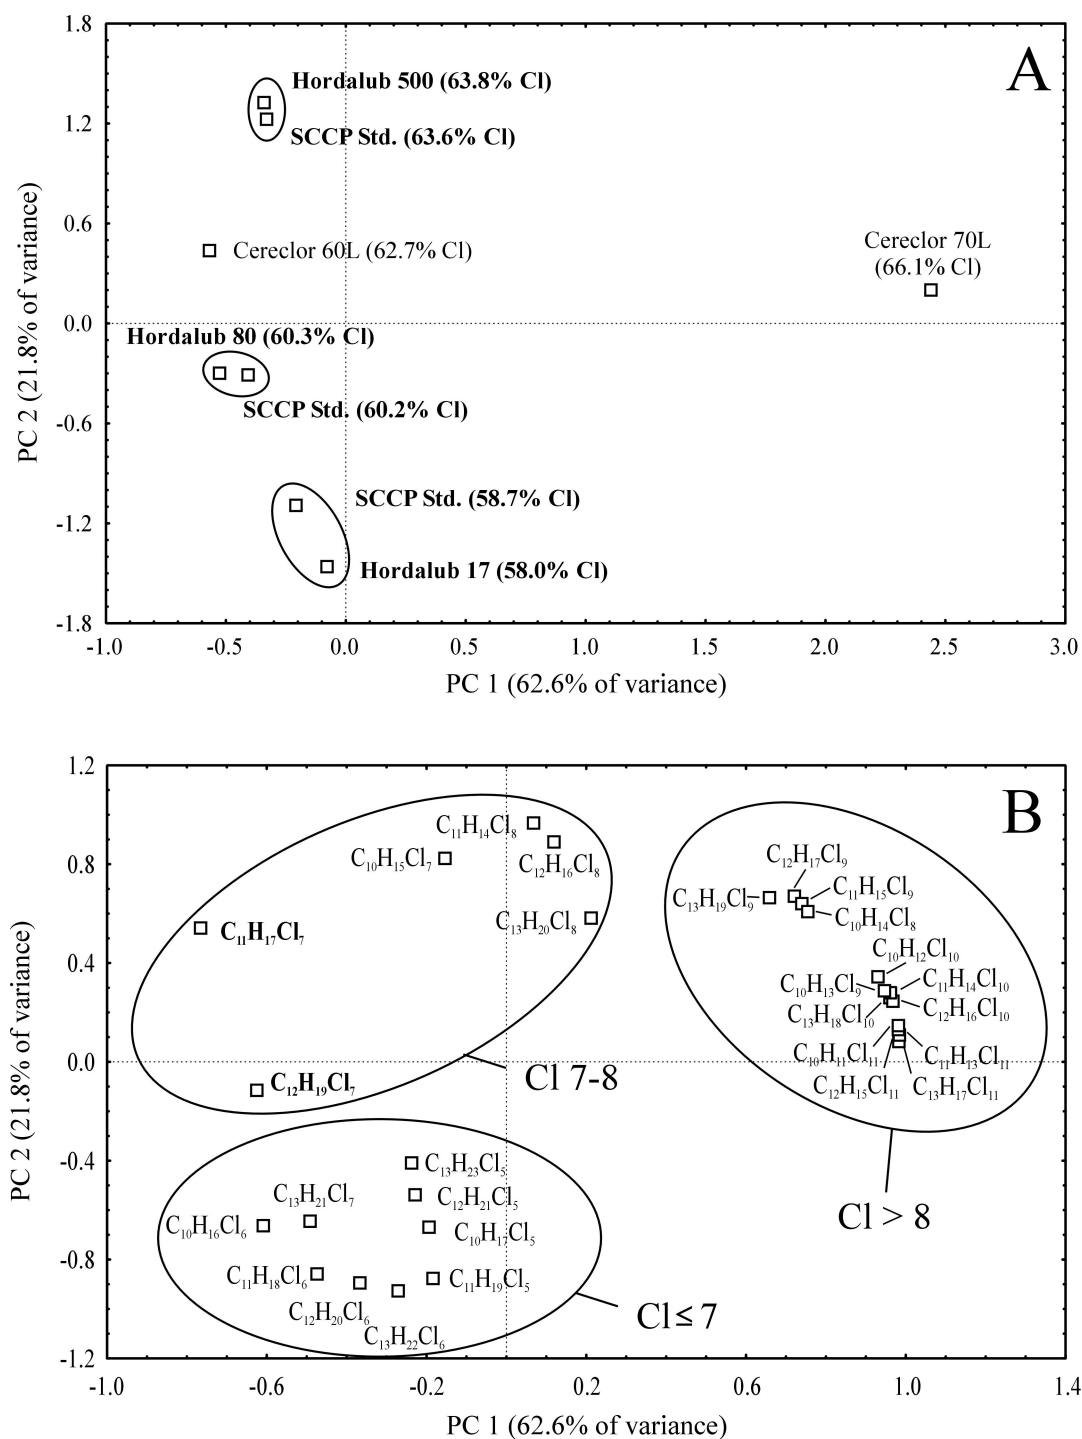 A
1.8
1.2
0.6
0.0
-0.6
-1.2
-1.8
PC 2 (21.8% of variance)
Hordalub 500 (63.8% Cl)
SCCP Std. (63.6% Cl)
Cereclor 60L (62.7% Cl)
Cereclor 70L
(66.1% Cl)
Hordalub 80 (60.3% Cl)
SCCP Std. (60.2% Cl)
SCCP Std. (58.7% Cl)
Hordalub 17 (58.0% Cl)
-1.0 -0.5 0.0 0.5 1.0 1.5 2.0 2.5 3.0
PC 1 (62.6% of variance)
B
1.2
0.8
0.4
0.0
-0.4
-0.8
-1.2
PC 2 (21.8% of variance)
C₁₁H₁₄Cl₈
C₁₀H₁₅Cl₇
C₁₂H₁₆Cl₈
C₁₃H₂₀Cl₈
C₁₁H₁₇Cl₇
C₁₂H₁₉Cl₇
Cl 7-8
C₁₂H₁₇Cl₉
C₁₃H₁₉Cl₉
C₁₁H₁₅Cl₉
C₁₀H₁₄Cl₈
C₁₀H₁₂Cl₁₀
C₁₀H₁₃Cl₉
C₁₁H₁₄Cl₁₀
C₁₃H₁₈Cl₁₀
C₁₂H₁₆Cl₁₀
C₁₀H₁₁Cl₁₁
C₁₁H₁₃Cl₁₁
C₁₂H₁₅Cl₁₁
C₁₃H₁₇Cl₁₁
Cl > 8
C₁₃H₂₃Cl₅
C₁₃H₂₁Cl₇
C₁₂H₂₁Cl₅
C₁₀H₁₆Cl₆
C₁₀H₁₇Cl₅
C₁₁H₁₈Cl₆
C₁₁H₁₉Cl₅
C₁₂H₂₀Cl₆
C₁₃H₂₂Cl₆
Cl ≤ 7
-1.0 -0.6 -0.2 0.2 0.6 1.0 1.4
PC 1 (62.6% of variance)